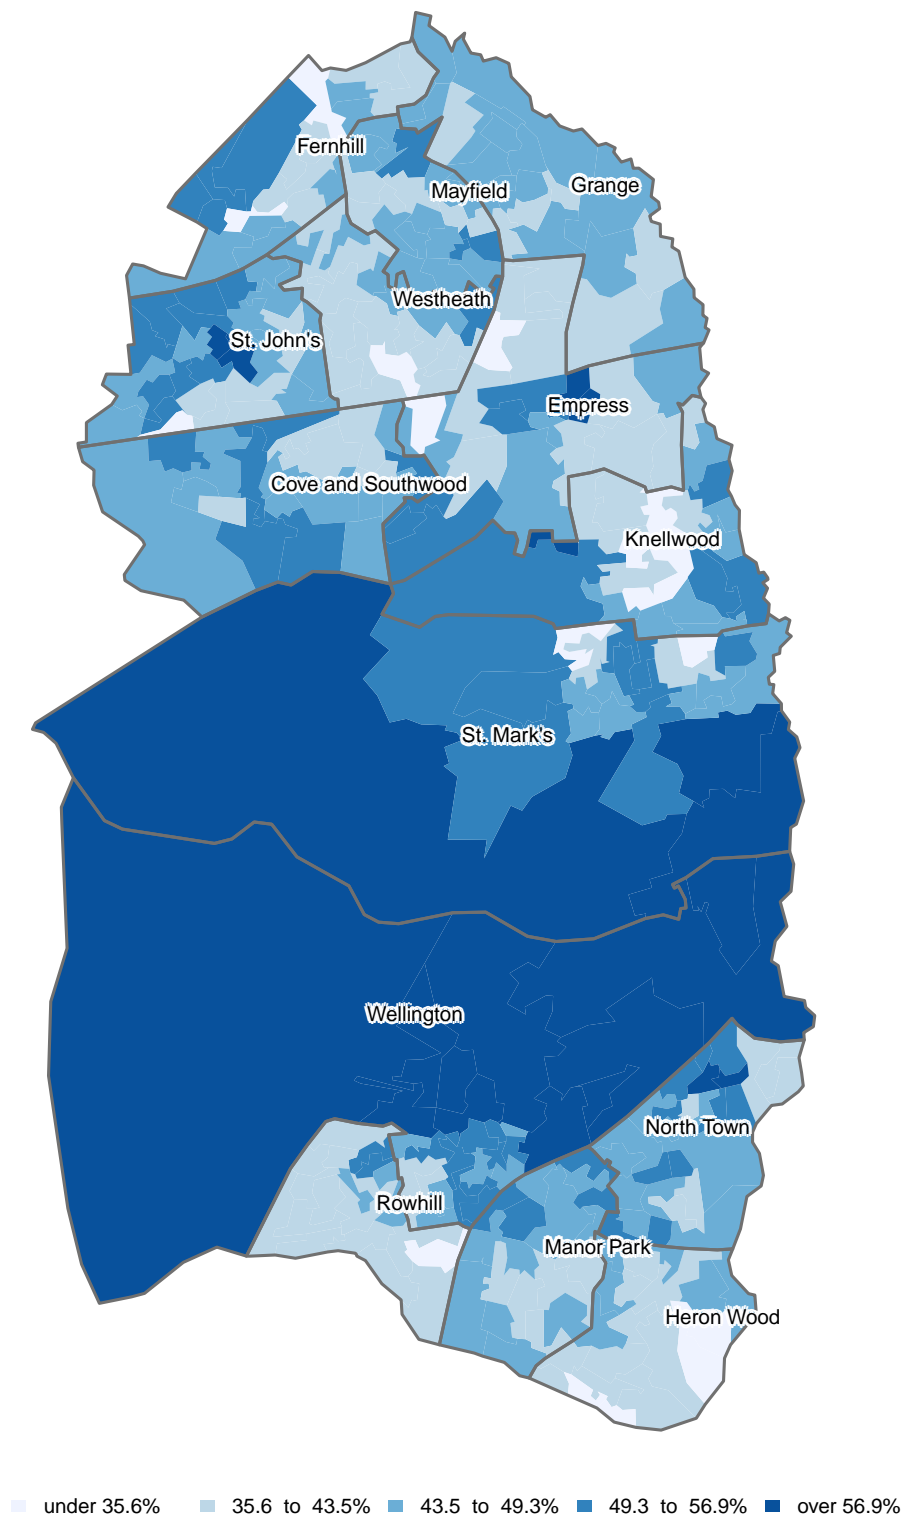 Fernhill
Mayfield
Grange
Westheath
St. John's
Empress
Cove and Southwood
Knellwood
St. Mark's
Wellington
North Town
Rowhill
Manor Park
Heron Wood
under 35.6% 35.6 to 43.5% 43.5 to 49.3% 49.3 to 56.9% over 56.9%